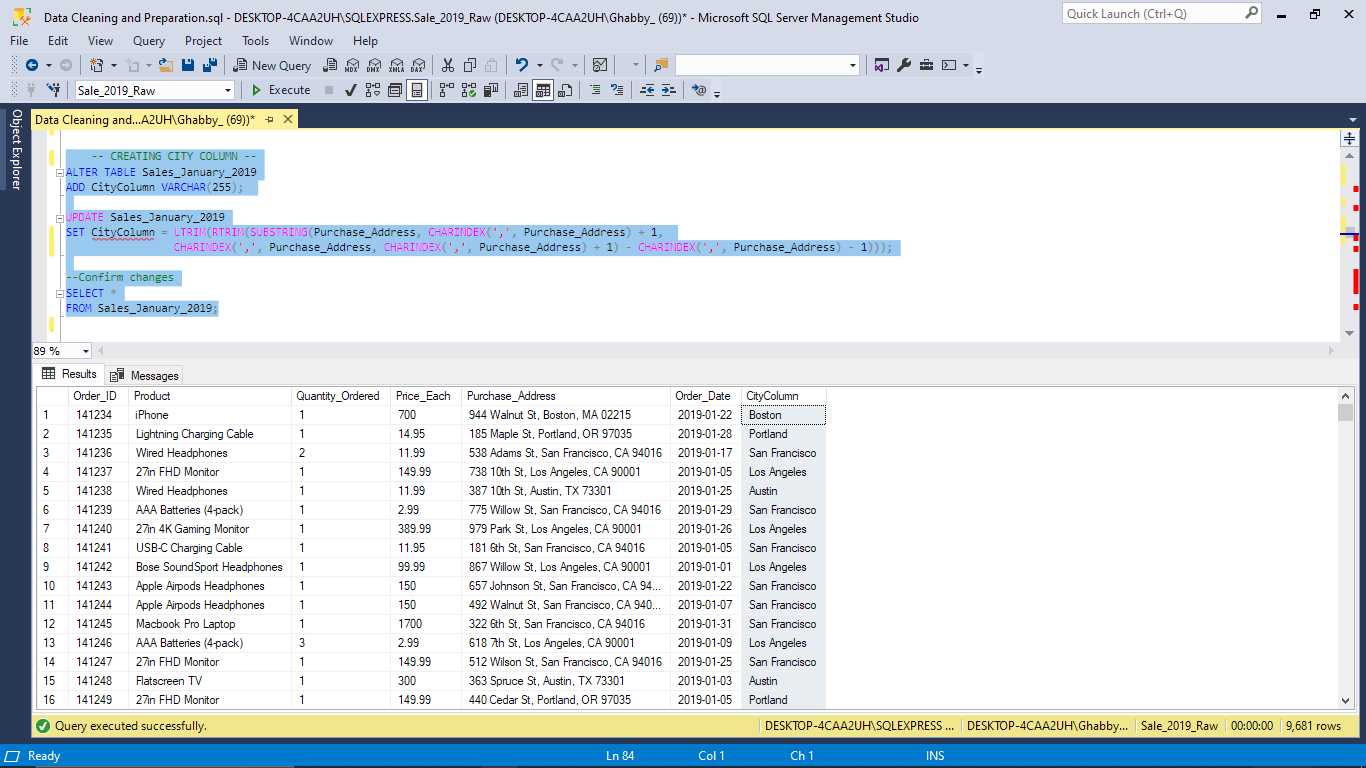 Data Cleaning and Preparation.sql - DESKTOP-4CAA2UH\SQLEXPRESS.Sale_2019_Raw (DESKTOP-4CAA2UH\Ghabby_ (69))* - Microsoft SQL Server Management Studio
Quick Launch (Ctrl+Q)
File Edit View Query Project Tools Window Help
New Query MDX DMX XMLA DAX
Sale_2019_Raw Execute
Object Explorer
Data Cleaning and...A2UH\Ghabby_ (69))*
-- CREATING CITY COLUMN --
ALTER TABLE Sales_January_2019
ADD CityColumn VARCHAR(255);
UPDATE Sales_January_2019
SET CityColumn = LTRIM(RTRIM(SUBSTRING(Purchase_Address, CHARINDEX(',', Purchase_Address) + 1,
CHARINDEX(',', Purchase_Address, CHARINDEX(',', Purchase_Address) + 1) - CHARINDEX(',', Purchase_Address) - 1)));
--Confirm changes
SELECT *
FROM Sales_January_2019;
89 %
Results Messages
Order_ID Product Quantity_Ordered Price_Each Purchase_Address Order_Date CityColumn
1 141234 iPhone 1 700 944 Walnut St, Boston, MA 02215 2019-01-22 Boston
2 141235 Lightning Charging Cable 1 14.95 185 Maple St, Portland, OR 97035 2019-01-28 Portland
3 141236 Wired Headphones 2 11.99 538 Adams St, San Francisco, CA 94016 2019-01-17 San Francisco
4 141237 27in FHD Monitor 1 149.99 738 10th St, Los Angeles, CA 90001 2019-01-05 Los Angeles
5 141238 Wired Headphones 1 11.99 387 10th St, Austin, TX 73301 2019-01-25 Austin
6 141239 AAA Batteries (4-pack) 1 2.99 775 Willow St, San Francisco, CA 94016 2019-01-29 San Francisco
7 141240 27in 4K Gaming Monitor 1 389.99 979 Park St, Los Angeles, CA 90001 2019-01-26 Los Angeles
8 141241 USB-C Charging Cable 1 11.95 181 6th St, San Francisco, CA 94016 2019-01-05 San Francisco
9 141242 Bose SoundSport Headphones 1 99.99 867 Willow St, Los Angeles, CA 90001 2019-01-01 Los Angeles
10 141243 Apple Airpods Headphones 1 150 657 Johnson St, San Francisco, CA 94... 2019-01-22 San Francisco
11 141244 Apple Airpods Headphones 1 150 492 Walnut St, San Francisco, CA 940... 2019-01-07 San Francisco
12 141245 Macbook Pro Laptop 1 1700 322 6th St, San Francisco, CA 94016 2019-01-31 San Francisco
13 141246 AAA Batteries (4-pack) 3 2.99 618 7th St, Los Angeles, CA 90001 2019-01-09 Los Angeles
14 141247 27in FHD Monitor 1 149.99 512 Wilson St, San Francisco, CA 94016 2019-01-25 San Francisco
15 141248 Flatscreen TV 1 300 363 Spruce St, Austin, TX 73301 2019-01-03 Austin
16 141249 27in FHD Monitor 1 149.99 440 Cedar St, Portland, OR 97035 2019-01-05 Portland
Query executed successfully. DESKTOP-4CAA2UH\SQLEXPRESS ... DESKTOP-4CAA2UH\Ghabby... Sale_2019_Raw 00:00:00 9,681 rows
Ready Ln 84 Col 1 Ch 1 INS